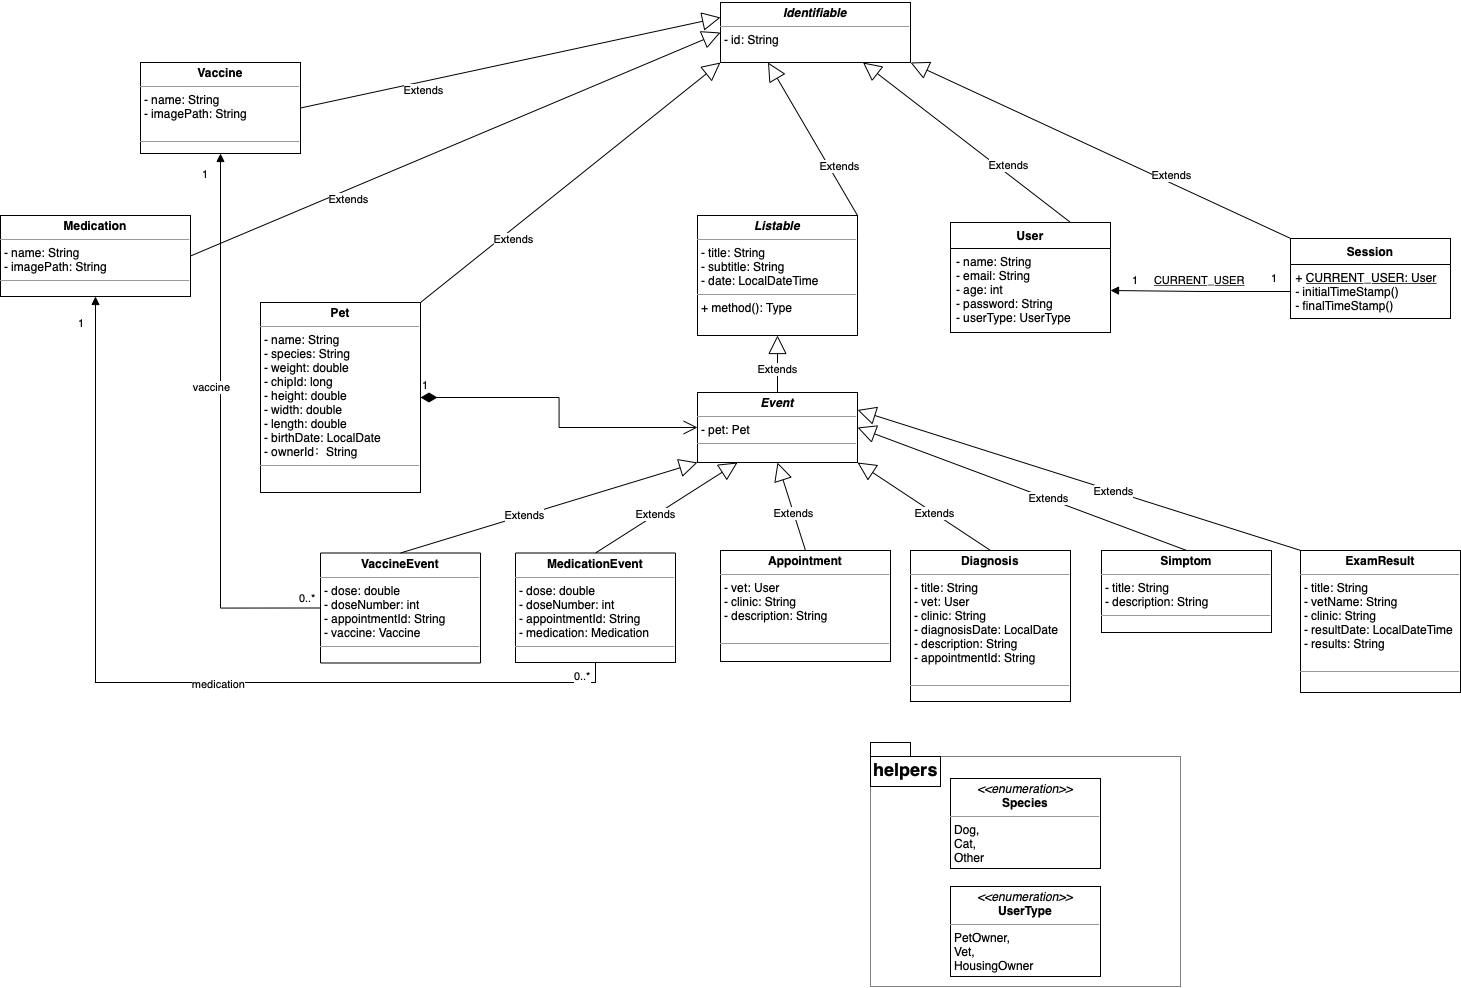 Identifiable
- id: String
Vaccine
- name: String
- imagePath: String
Extends
1
Extends
Extends
Extends
Extends
Extends
Medication
- name: String
- imagePath: String
1
Listable
- title: String
- subtitle: String
- date: LocalDateTime
+ method(): Type
User
- name: String
- email: String
- age: int
- password: String
- userType: UserType
1
CURRENT_USER
1
Session
+ CURRENT_USER: User
- initialTimeStamp()
- finalTimeStamp()
Pet
- name: String
- species: String
- weight: double
- chipId: long
- height: double
- width: double
- length: double
- birthDate: LocalDate
- ownerId: String
1
vaccine
Extends
Event
- pet: Pet
Extends
Extends
Extends
Extends
Extends
Extends
VaccineEvent
- dose: double
- doseNumber: int
- appointmentId: String
- vaccine: Vaccine
0..*
MedicationEvent
- dose: double
- doseNumber: int
- appointmentId: String
- medication: Medication
0..*
medication
Appointment
- vet: User
- clinic: String
- description: String
Diagnosis
- title: String
- vet: User
- clinic: String
- diagnosisDate: LocalDate
- description: String
- appointmentId: String
Simptom
- title: String
- description: String
ExamResult
- title: String
- vetName: String
- clinic: String
- resultDate: LocalDateTime
- results: String
helpers
<<enumeration>>
Species
Dog,
Cat,
Other
<<enumeration>>
UserType
PetOwner,
Vet,
HousingOwner